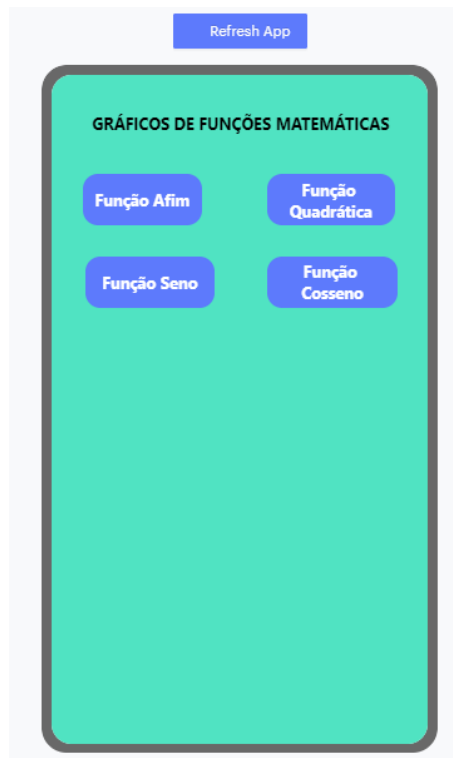 Refresh App
GRÁFICOS DE FUNÇÕES MATEMÁTICAS
Função Afim
Função
Quadrática
Função Seno
Função
Cosseno